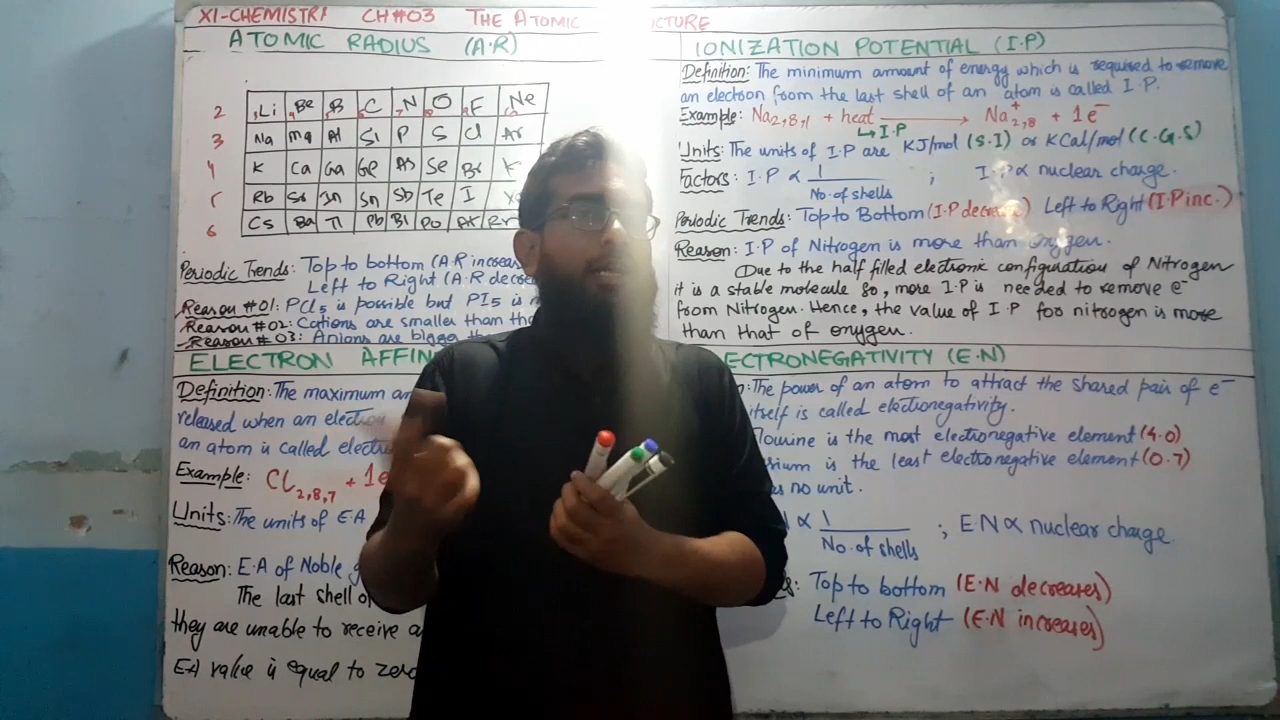 XI-CHEMISTR CH#03 THE ATOMIC CTURE
ATOMIC RADIUS (A.R)
2 Li Be B C N O F Ne
3 Na Mg Al Si P S Cl Ar
4 K Ca Ga Ge As Se Br K
5 Rb Sr In Sn Sb Te I Xe
6 Cs Ba Tl Pb Bi Po At Rn
Periodic Trends: Top to bottom (A.R increas
Left to Right (A.R decre
Reason #01: PCl5 is possible but PI5 is n
Reason #02: Cations are smaller than th
Reason #03: Anions are bigger
IONIZATION POTENTIAL (I.P)
Definition: The minimum amount of energy which is required to remove
an electron from the last shell of an atom is called I.P.
Example: Na2,8,1 + heat → Na+2,8 + 1e-
↳ I.P
Units: The units of I.P are KJ/mol (S.I) or KCal/mol (C.G.S)
Factors: I.P ∝ 1/No. of shells ; I.P ∝ nuclear charge.
Periodic Trends: Top to Bottom (I.P decre) Left to Right (I.P inc.)
Reason: I.P of Nitrogen is more than oxygen.
Due to the half filled electronic configuration of Nitrogen
it is a stable molecule so, more I.P is needed to remove e-
from Nitrogen. Hence, the value of I.P for nitrogen is more
than that of oxygen.
ELECTRON AFFIN
Definition: The maximum am
released when an electron
an atom is called electr
Example: Cl2,8,7 + 1e
Units: The units of E.A
Reason: E.A of Noble g
The last shell of
they are unable to receive a
E.A value is equal to zero
ECTRONEGATIVITY (E.N)
n: The power of an atom to attract the shared pair of e-
itself is called electronegativity.
lourine is the most electronegative element (4.0)
sium is the least electronegative element (0.7)
as no unit.
∝ 1/No. of shells ; E.N ∝ nuclear charge.
s: Top to bottom (E.N decreases)
Left to Right (E.N increases)